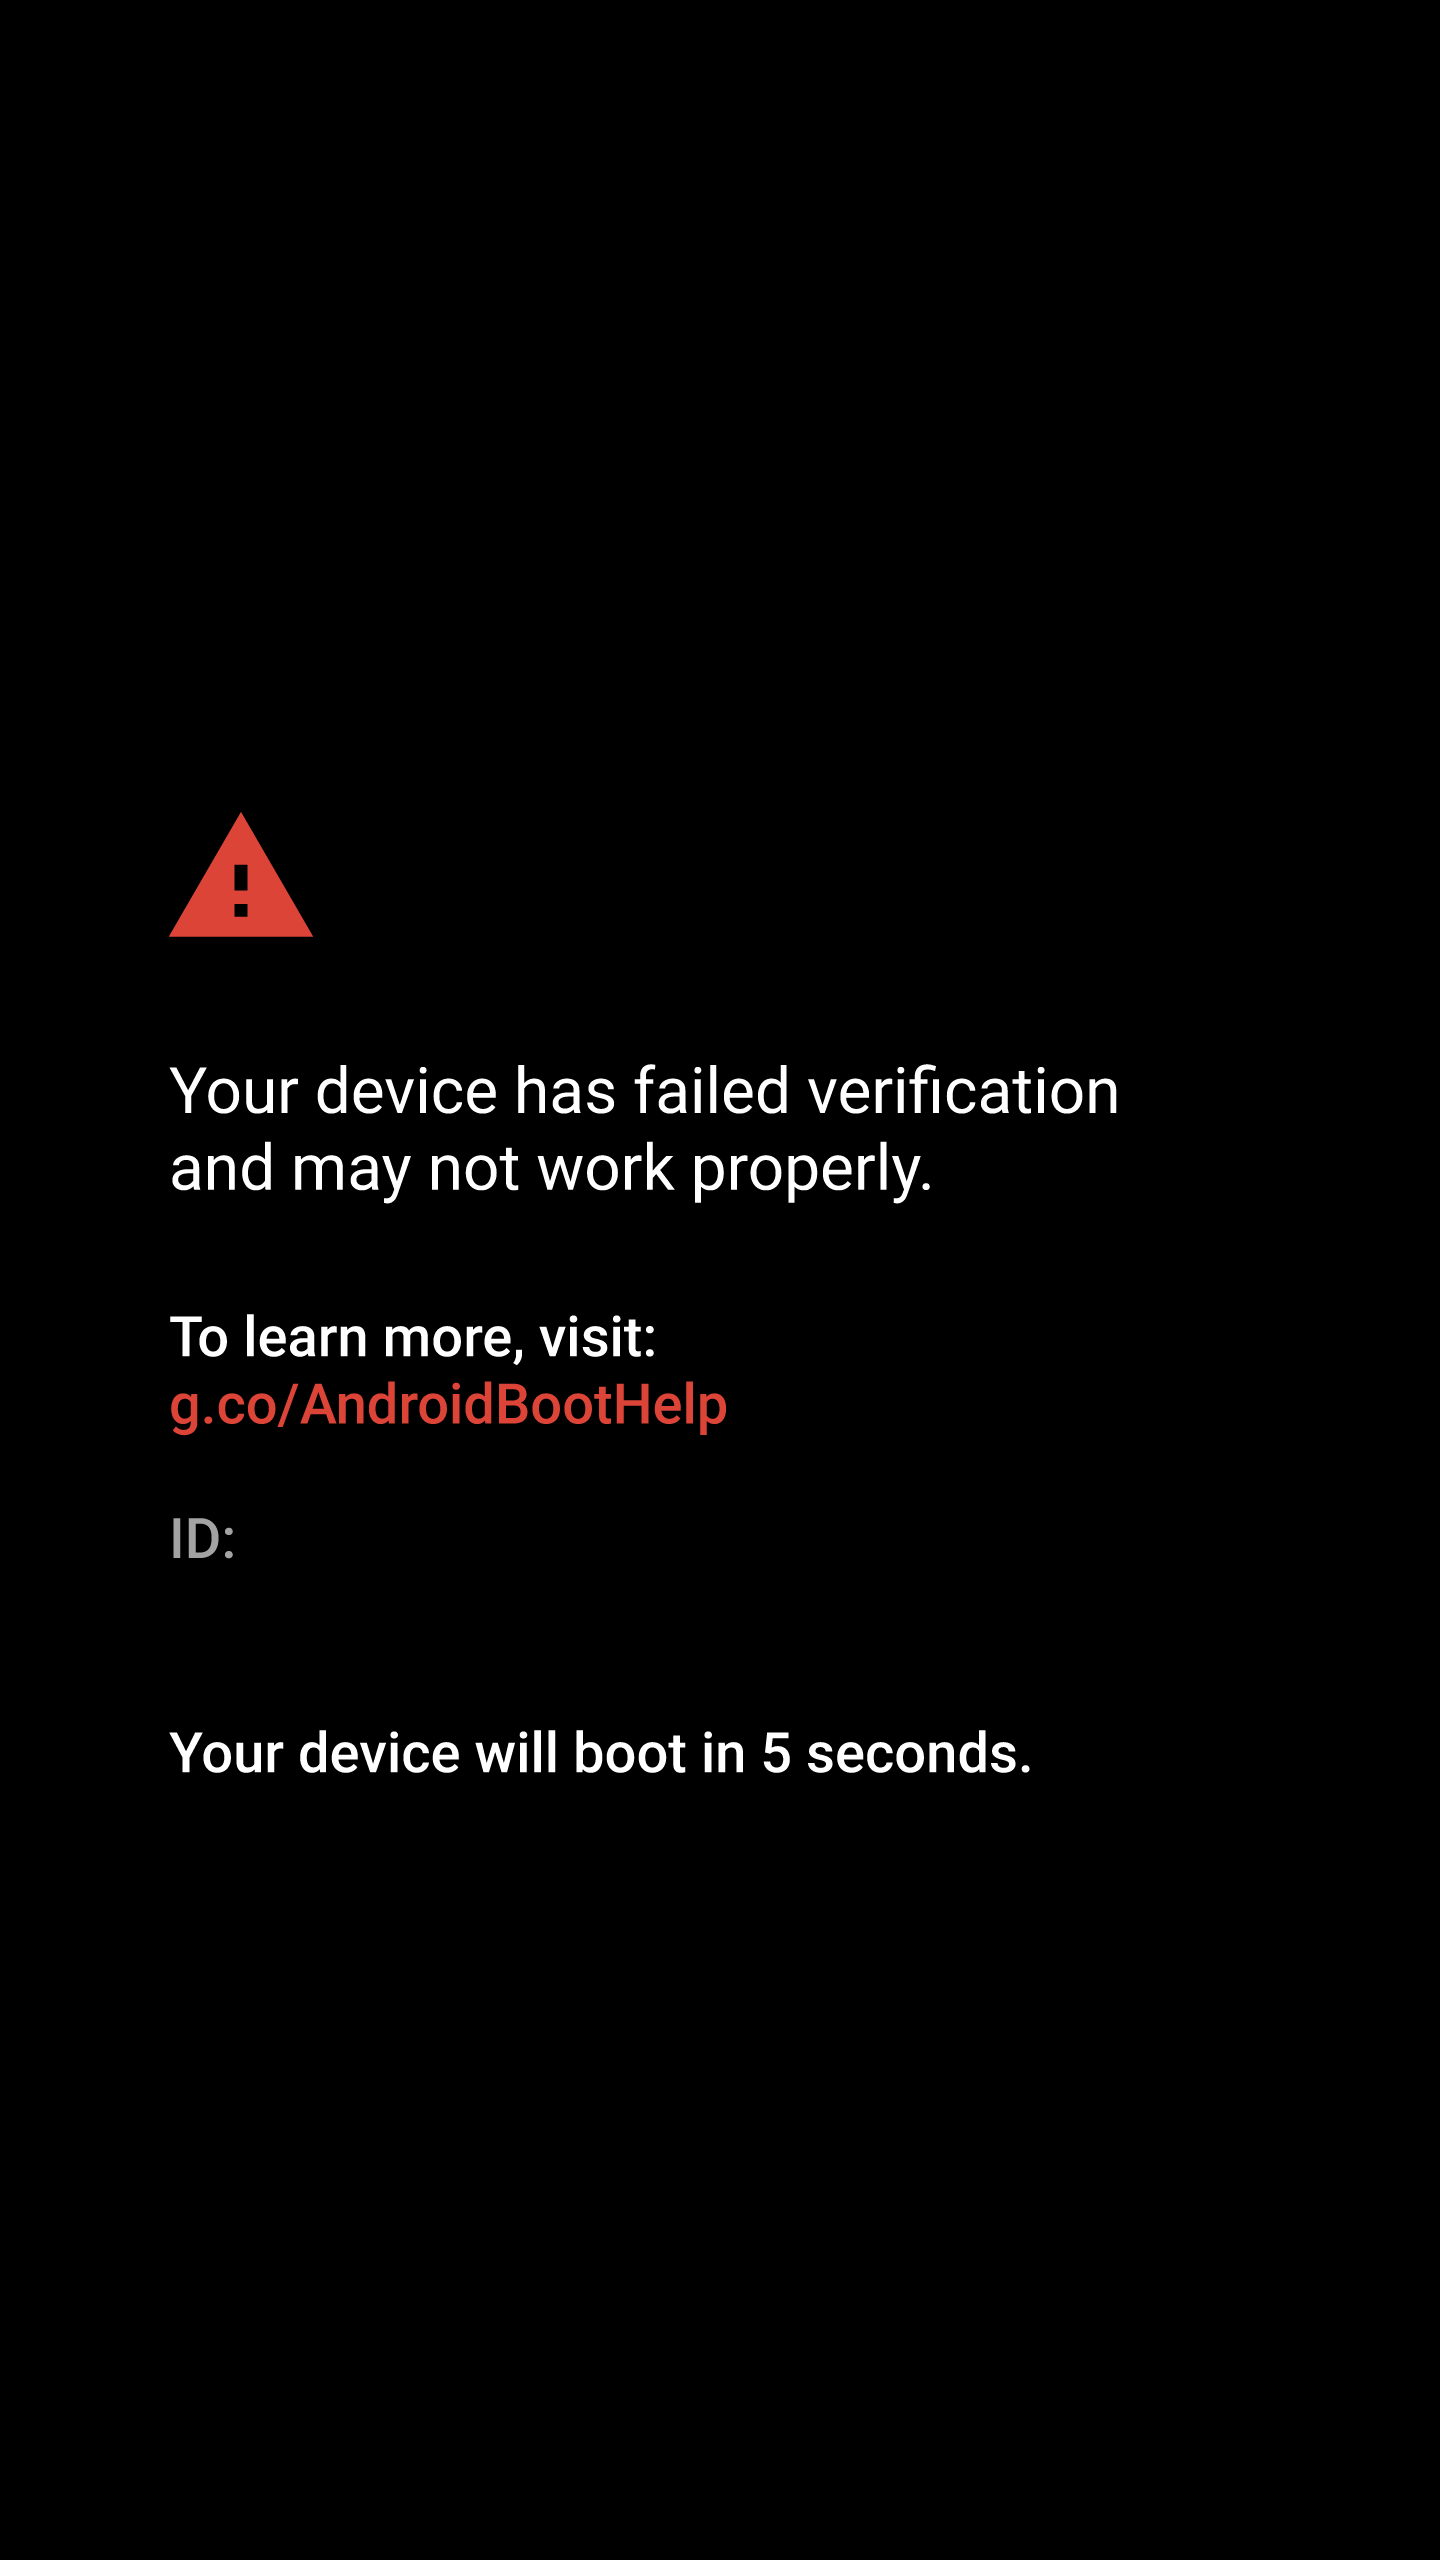 Your device has failed verification
and may not work properly.
To learn more, visit:
g.co/AndroidBootHelp
ID:
Your device will boot in 5 seconds.